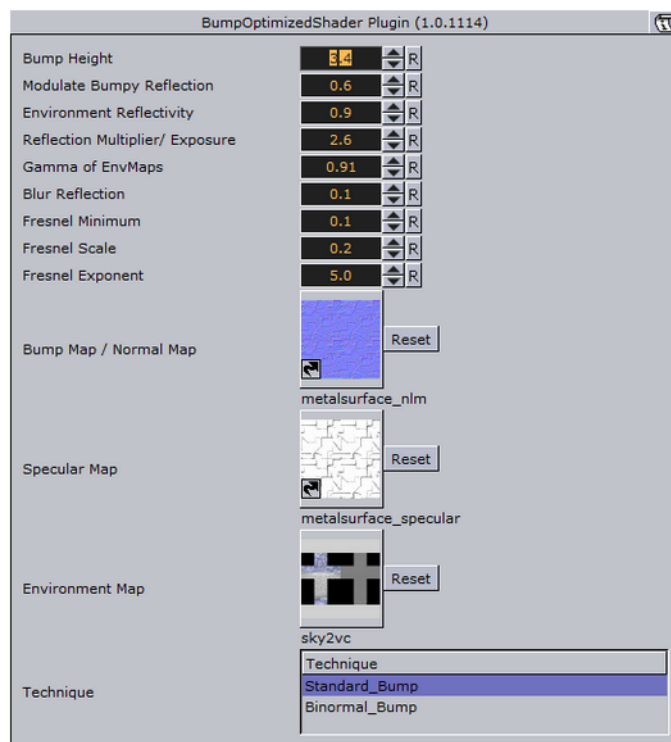 BumpOptimizedShader Plugin (1.0.1114)
Bump Height 3.4 R
Modulate Bumpy Reflection 0.6 R
Environment Reflectivity 0.9 R
Reflection Multiplier/ Exposure 2.6 R
Gamma of EnvMaps 0.91 R
Blur Reflection 0.1 R
Fresnel Minimum 0.1 R
Fresnel Scale 0.2 R
Fresnel Exponent 5.0 R
Bump Map / Normal Map Reset
metalsurface_nlm
Specular Map Reset
metalsurface_specular
Environment Map Reset
sky2vc
Technique
Technique
Standard_Bump
Binormal_Bump